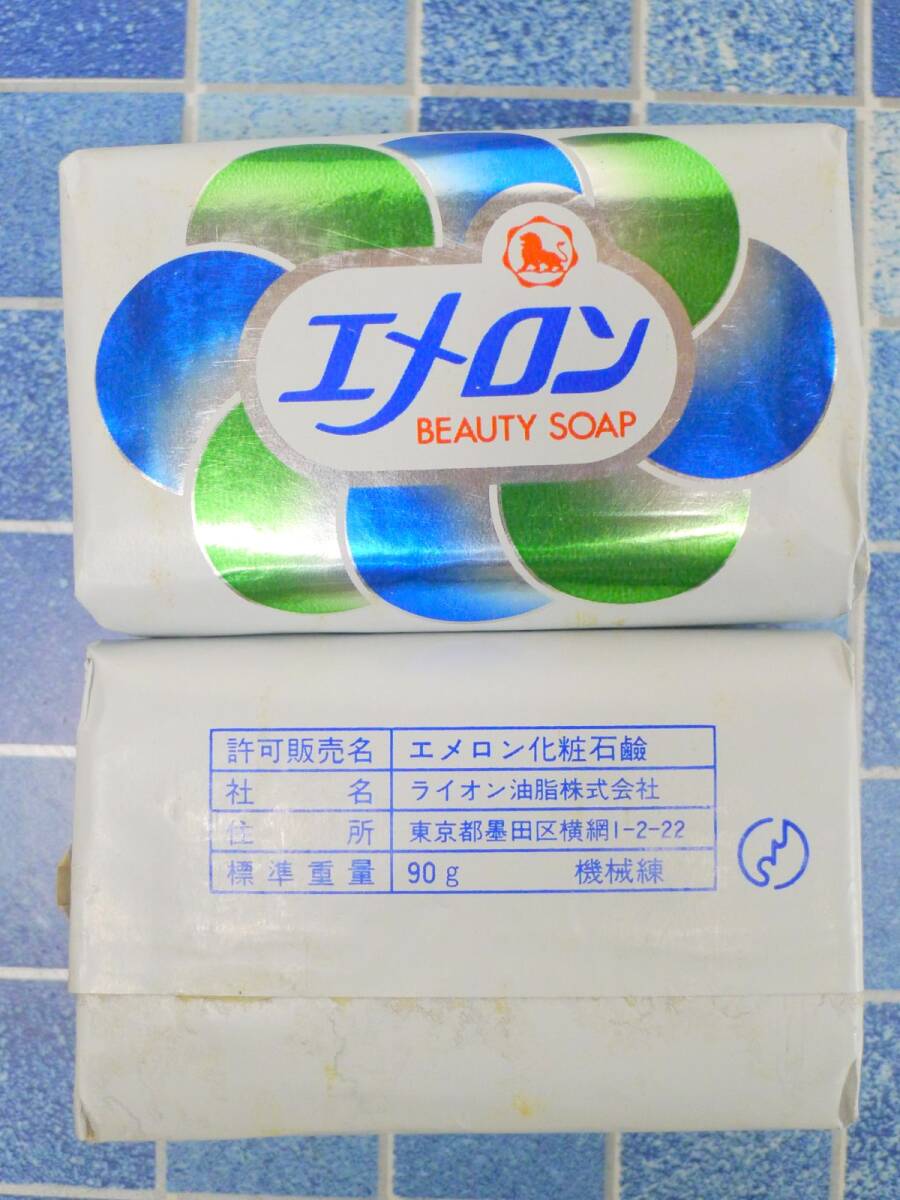 エメロン
BEAUTY SOAP
許可販売名 エメロン化粧石鹼
社名 ライオン油脂株式会社
住所 東京都墨田区横網1-2-22
標準重量 90g 機械練